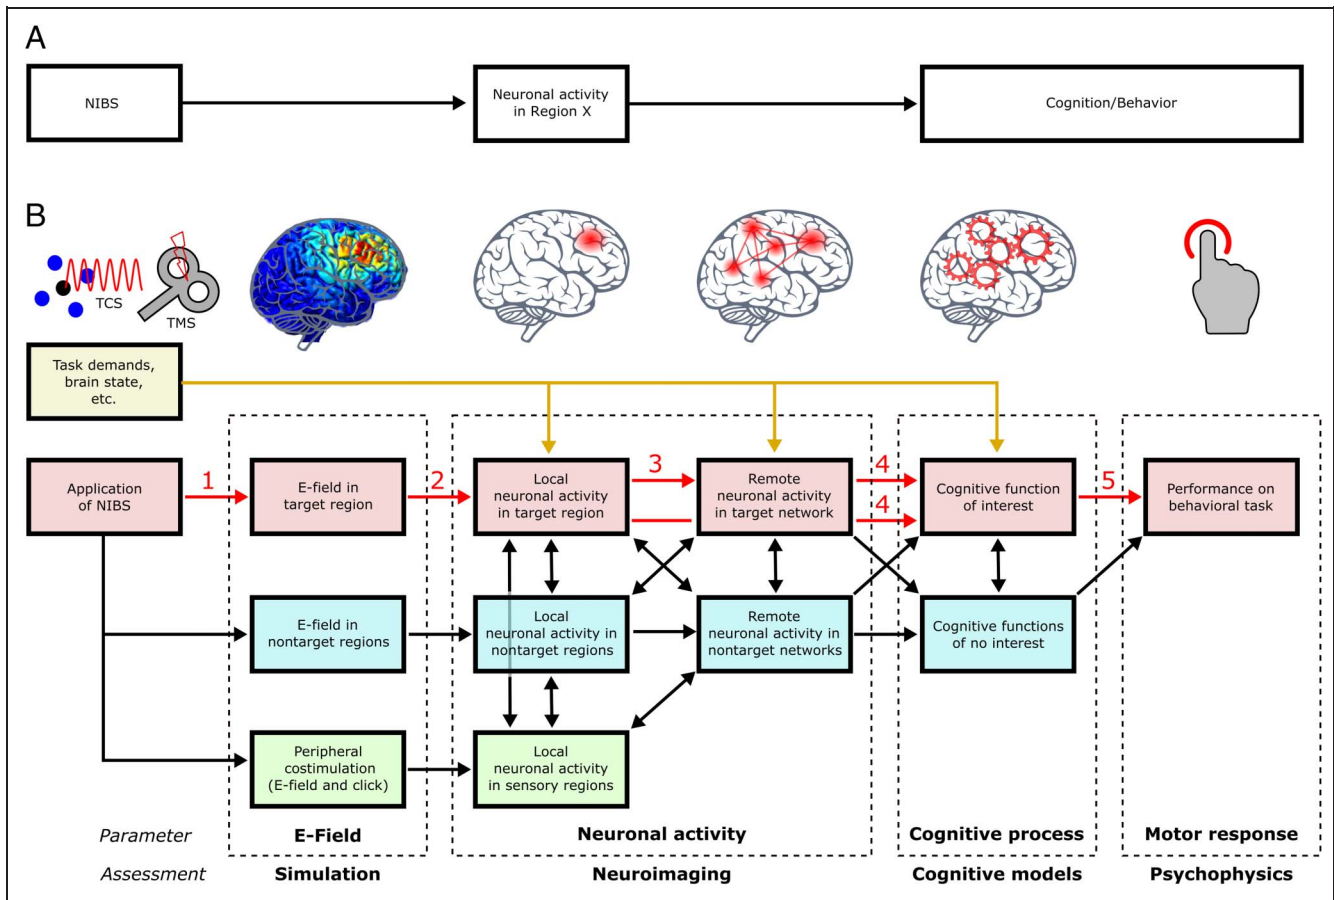 A
NIBS
Neuronal activity
in Region X
Cognition/Behavior
B
TCS
TMS
Task demands,
brain state,
etc.
1
2
3
4
4
5
Application
of NIBS
E-field in
target region
Local
neuronal activity
in target region
Remote
neuronal activity
in target network
Cognitive function
of interest
Performance on
behavioral task
E-field in
nontarget regions
Local
neuronal activity in
nontarget regions
Remote
neuronal activity in
nontarget networks
Cognitive functions
of no interest
Peripheral
costimulation
(E-field and click)
Local
neuronal activity
in sensory regions
Parameter
E-Field
Neuronal activity
Cognitive process
Motor response
Assessment
Simulation
Neuroimaging
Cognitive models
Psychophysics